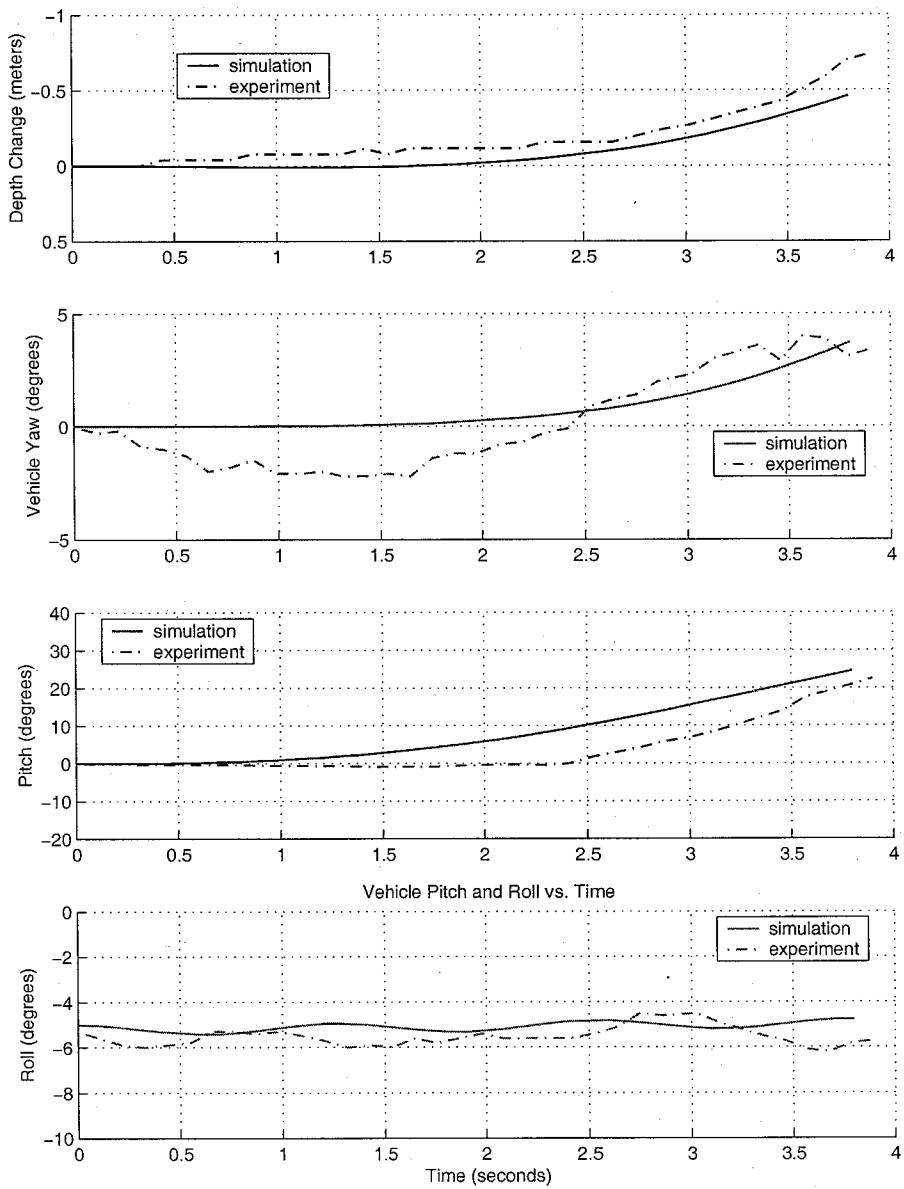 −1
−0.5
0
0.5
Depth Change (meters)
simulation
experiment
0 0.5 1 1.5 2 2.5 3 3.5 4
5
0
−5
Vehicle Yaw (degrees)
simulation
experiment
0 0.5 1 1.5 2 2.5 3 3.5 4
40
30
20
10
0
−10
−20
Pitch (degrees)
simulation
experiment
0 0.5 1 1.5 2 2.5 3 3.5 4
Vehicle Pitch and Roll vs. Time
0
−2
−4
−6
−8
−10
Roll (degrees)
simulation
experiment
0 0.5 1 1.5 2 2.5 3 3.5 4
Time (seconds)